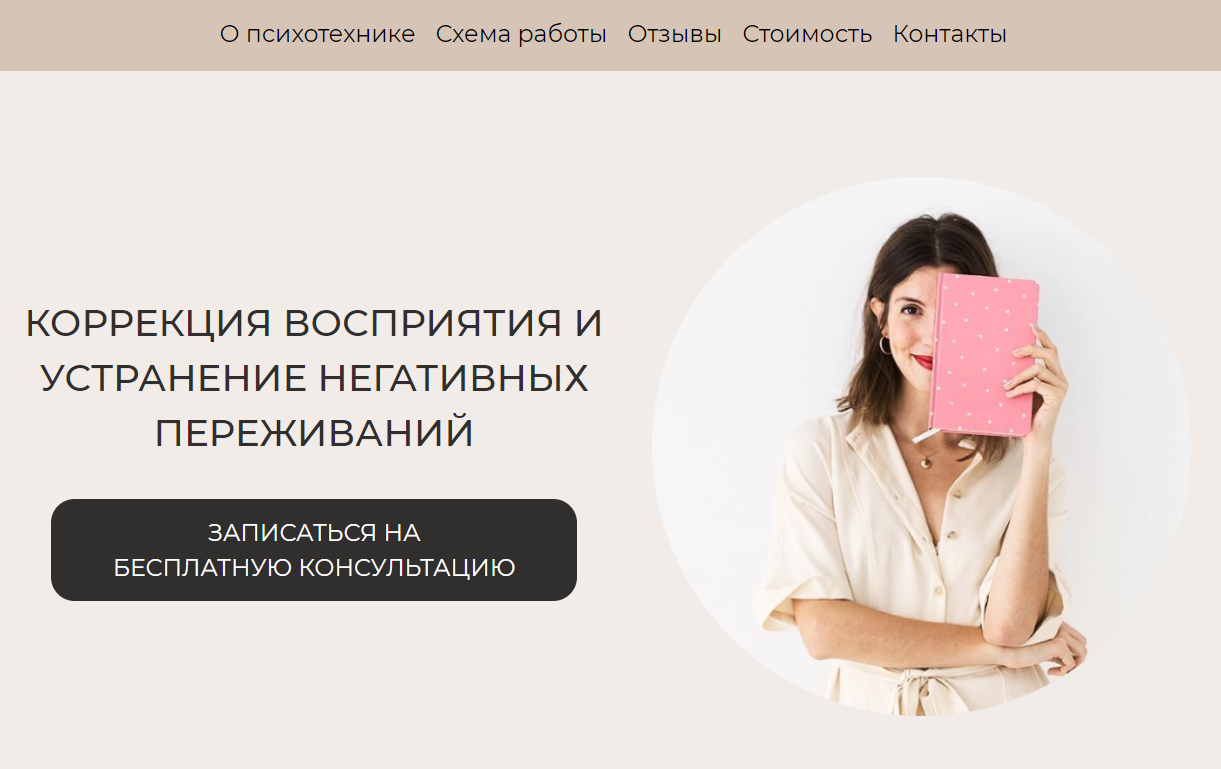 О психотехнике Схема работы Отзывы Стоимость Контакты
КОРРЕКЦИЯ ВОСПРИЯТИЯ И
УСТРАНЕНИЕ НЕГАТИВНЫХ
ПЕРЕЖИВАНИЙ
ЗАПИСАТЬСЯ НА
БЕСПЛАТНУЮ КОНСУЛЬТАЦИЮ